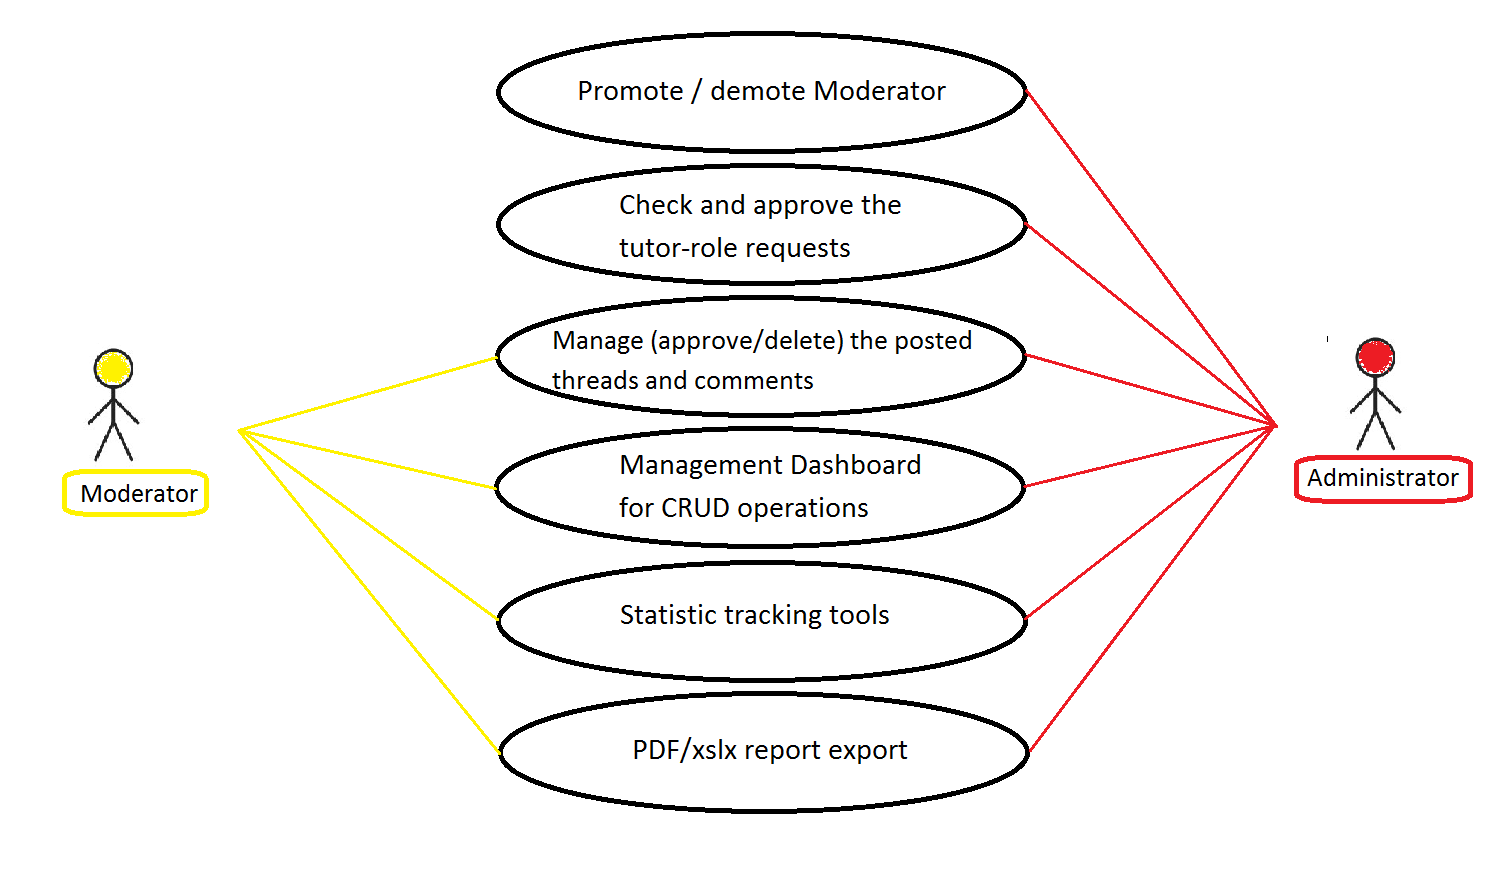 Promote / demote Moderator
Check and approve the
tutor-role requests
Manage (approve/delete) the posted
threads and comments
Management Dashboard
for CRUD operations
Statistic tracking tools
PDF/xslx report export
Moderator
Administrator